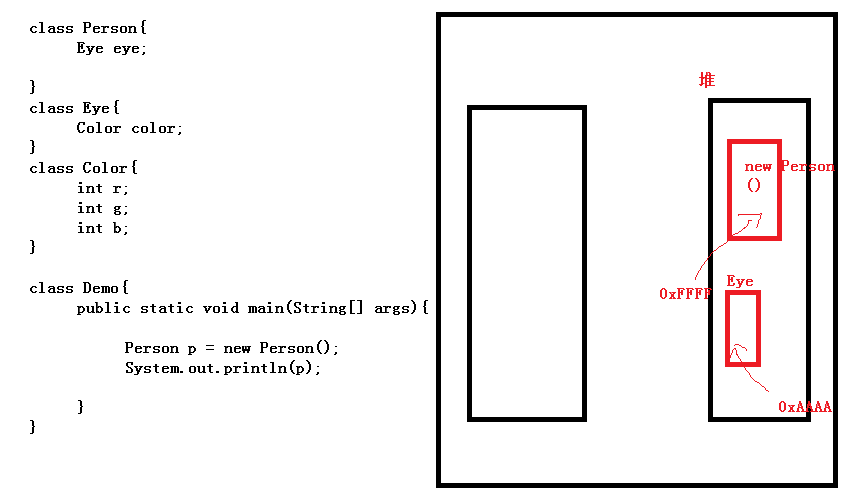 class Person{
Eye eye;
}
class Eye{
Color color;
}
class Color{
int r;
int g;
int b;
}
class Demo{
public static void main(String[] args){
Person p = new Person();
System.out.println(p);
}
}
堆
new Person
()
0xFFFF
Eye
0xAAAA